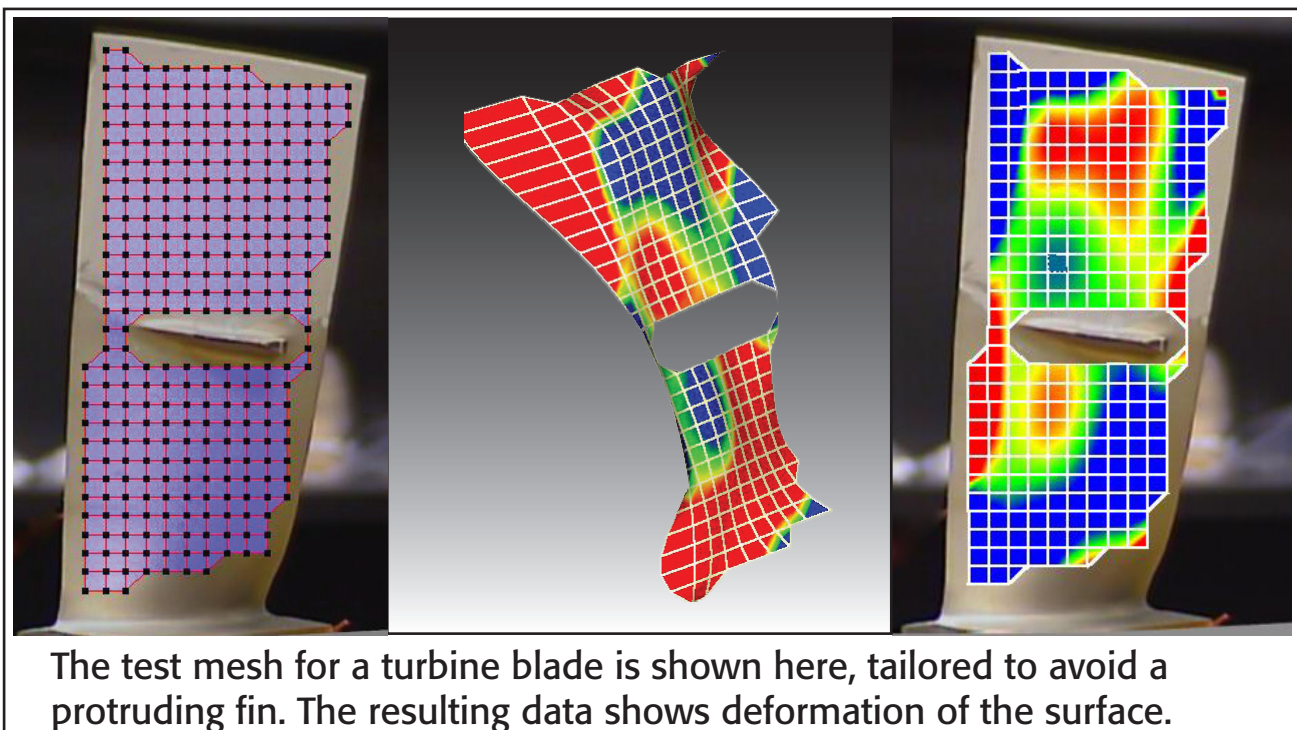 The test mesh for a turbine blade is shown here, tailored to avoid a
protruding fin. The resulting data shows deformation of the surface.